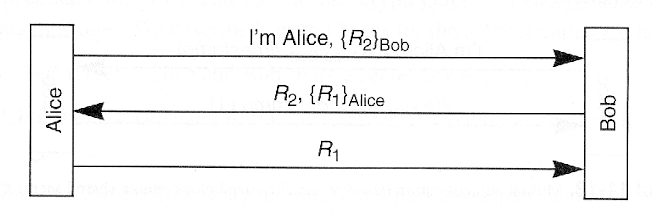 I'm Alice, {R₂}Bob
R₂, {R₁}Alice
R₁
Alice
Bob